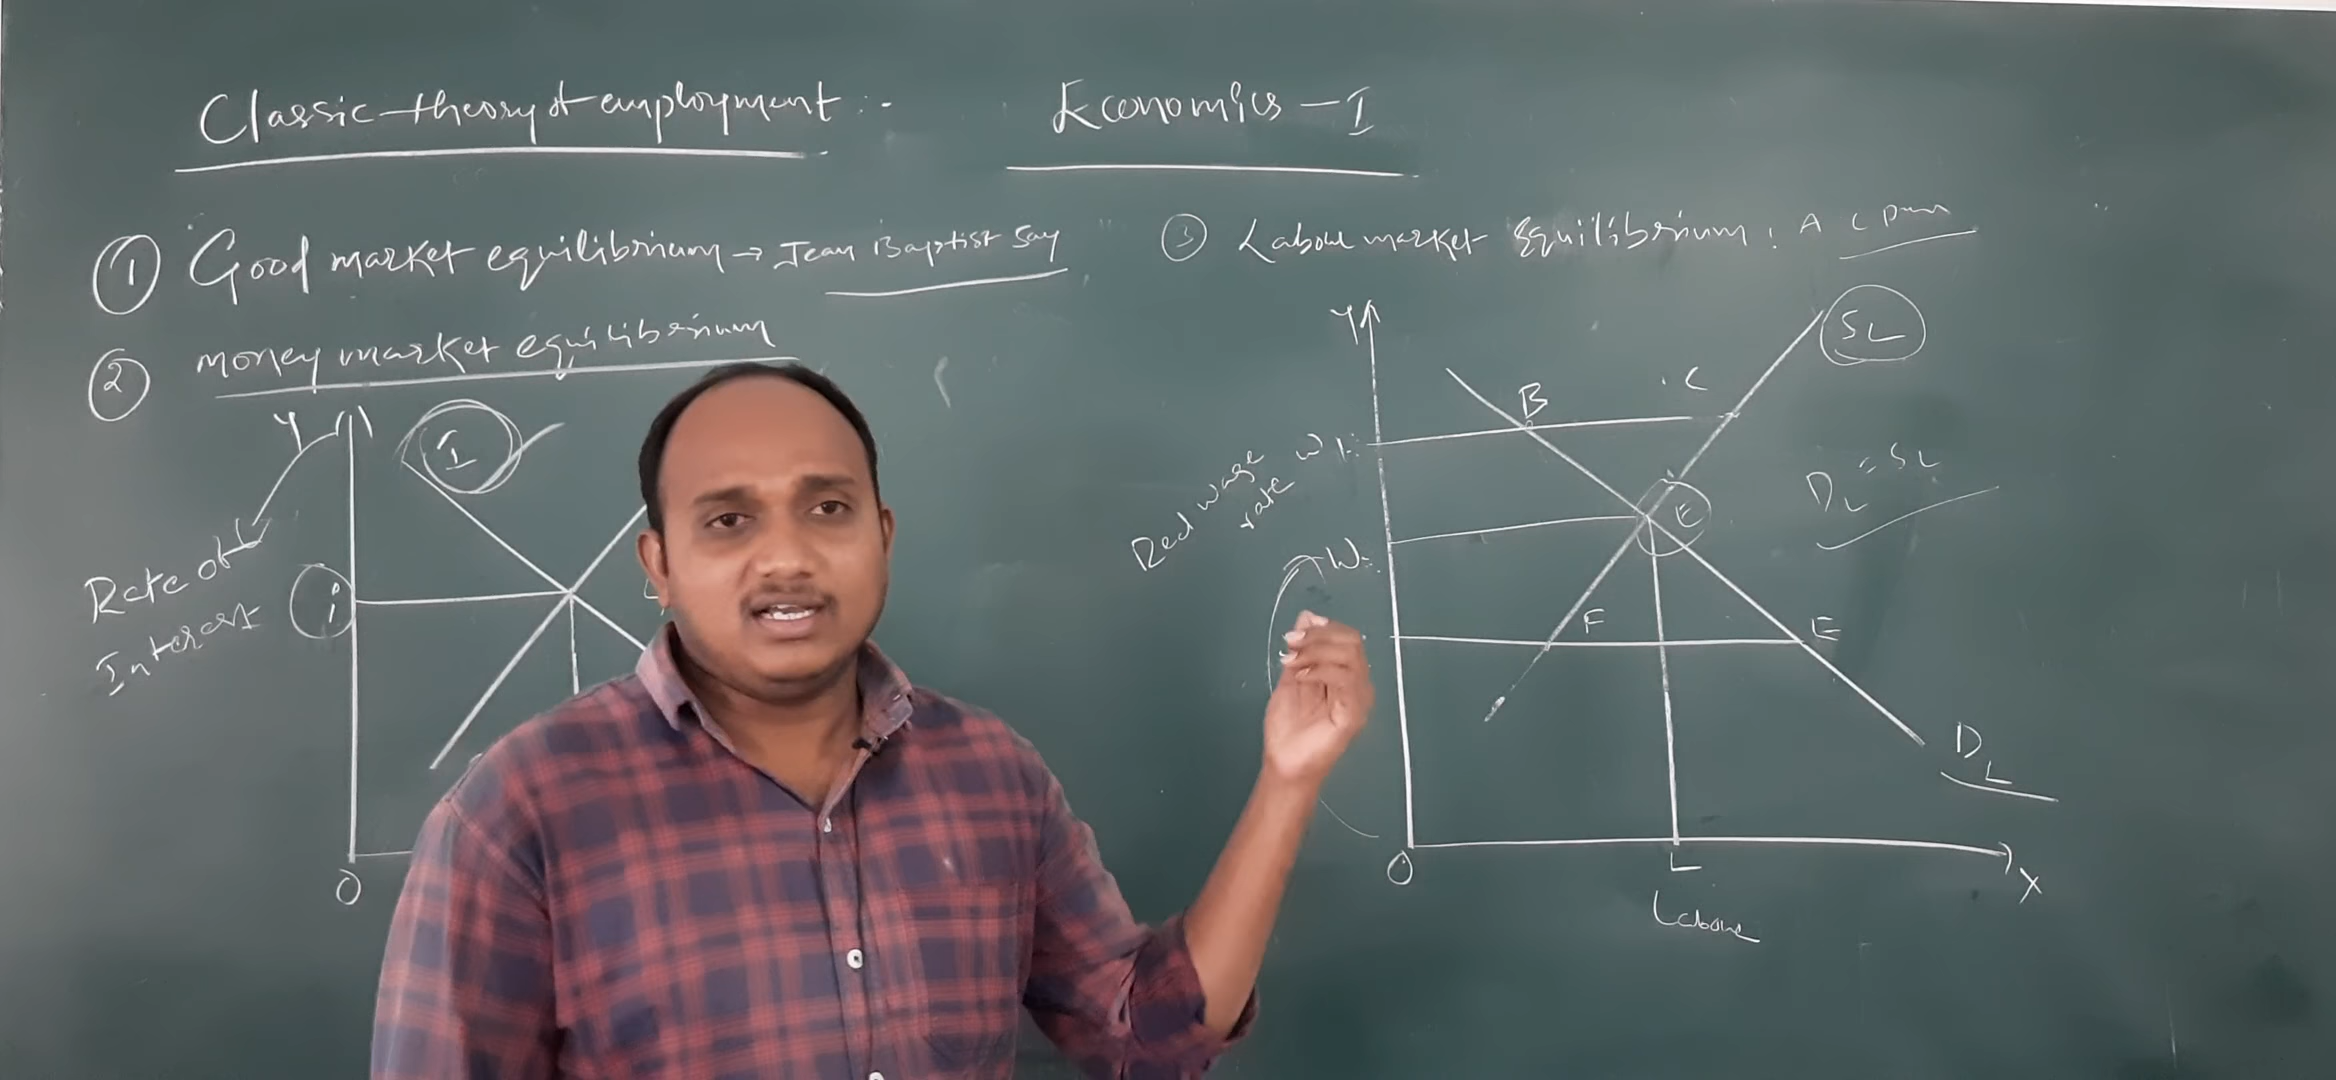 Classic theory of employment :-
Economics - I
① Good market equilibrium → Jean Baptist Say
② money market equilibrium
Y
I
Rate of
Interest
i
O
③ Labour market Equilibrium : A C
Y
SL
B
C
Real wage
rate
W1
DL = SL
E
W
F
E
DL
O
L
X
Labour